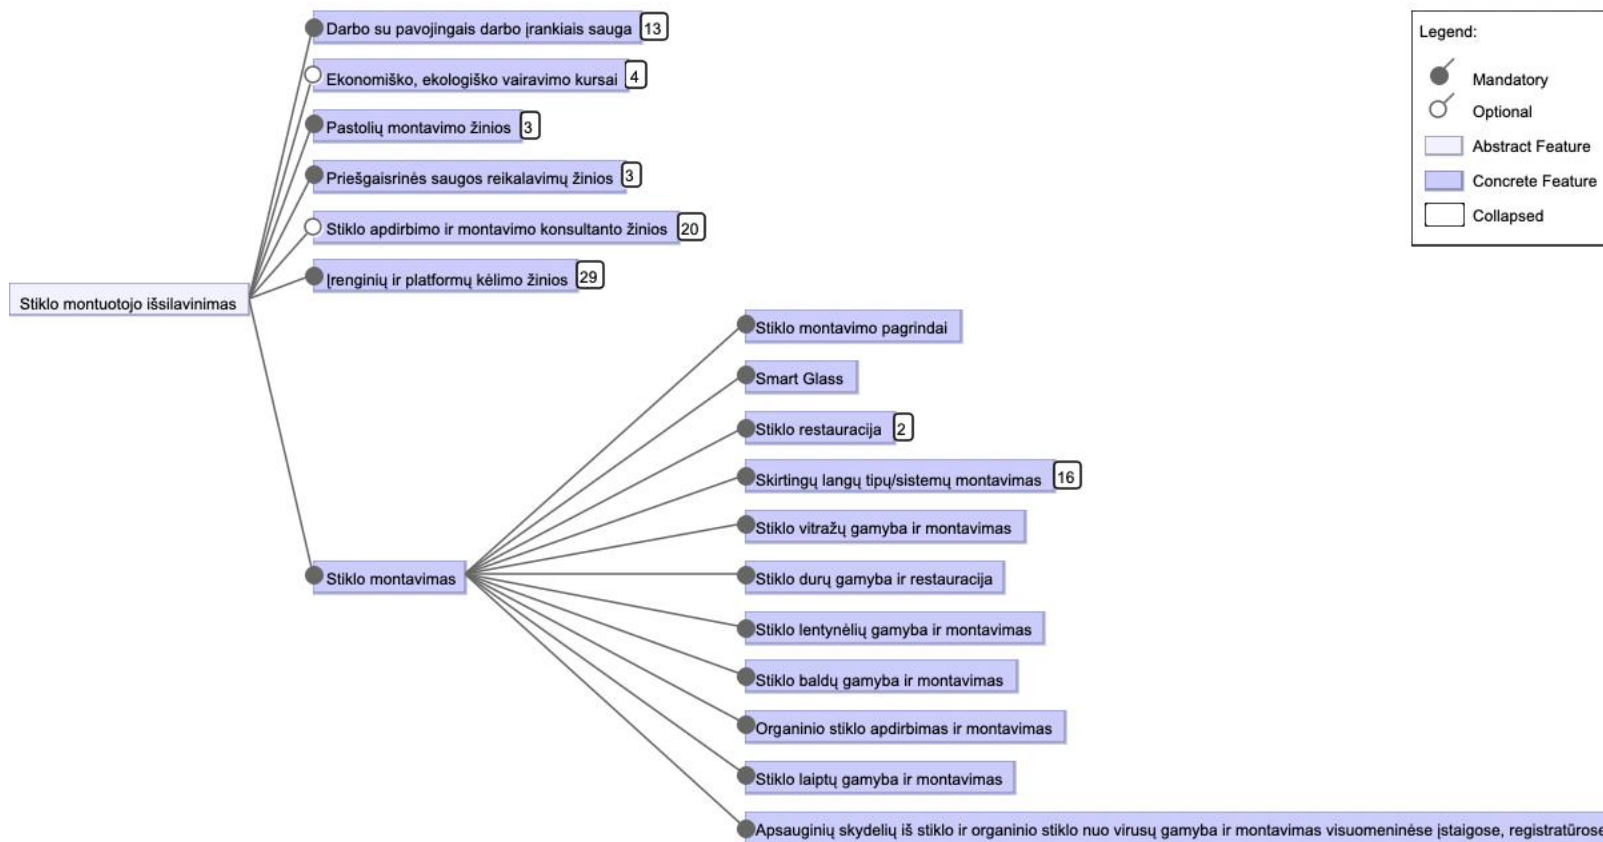 Darbo su pavojingais darbo įrankiais sauga 13
Ekonomiško, ekologiško vairavimo kursai 4
Pastolių montavimo žinios 3
Priešgaisrinės saugos reikalavimų žinios 3
Stiklo apdirbimo ir montavimo konsultanto žinios 20
Įrenginių ir platformų kėlimo žinios 29
Stiklo montuotojo išsilavinimas
Stiklo montavimas
Stiklo montavimo pagrindai
Smart Glass
Stiklo restauracija 2
Skirtingų langų tipų/sistemų montavimas 16
Stiklo vitražų gamyba ir montavimas
Stiklo durų gamyba ir restauracija
Stiklo lentynėlių gamyba ir montavimas
Stiklo baldų gamyba ir montavimas
Organinio stiklo apdirbimas ir montavimas
Stiklo laiptų gamyba ir montavimas
Apsauginių skydelių iš stiklo ir organinio stiklo nuo virusų gamyba ir montavimas visuomeninėse įstaigose, registratūrose
Legend:
Mandatory
Optional
Abstract Feature
Concrete Feature
Collapsed